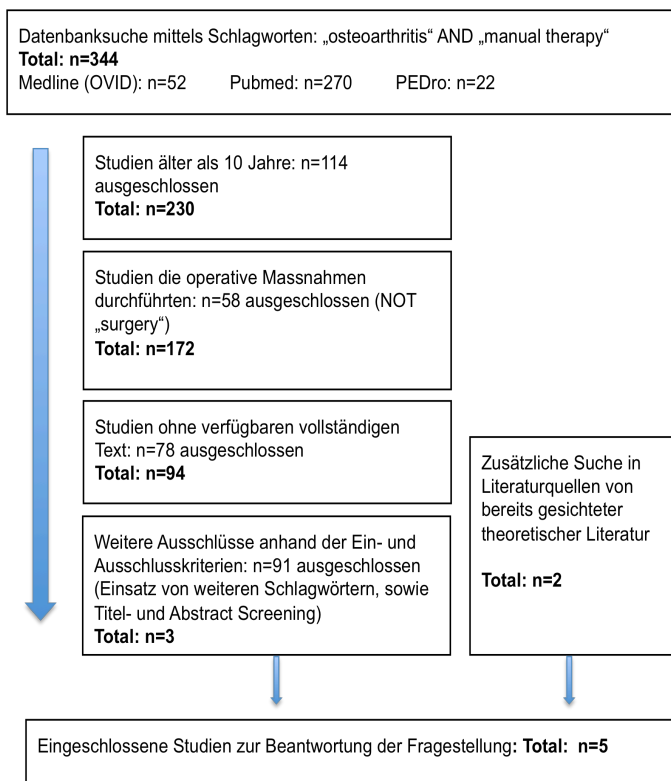 Datenbanksuche mittels Schlagworten: „osteoarthritis“ AND „manual therapy“
Total: n=344
Medline (OVID): n=52 Pubmed: n=270 PEDro: n=22
Studien älter als 10 Jahre: n=114
ausgeschlossen
Total: n=230
Studien die operative Massnahmen
durchführten: n=58 ausgeschlossen (NOT
„surgery“)
Total: n=172
Studien ohne verfügbaren vollständigen
Text: n=78 ausgeschlossen
Total: n=94
Weitere Ausschlüsse anhand der Ein- und
Ausschlusskriterien: n=91 ausgeschlossen
(Einsatz von weiteren Schlagwörtern, sowie
Titel- und Abstract Screening)
Total: n=3
Zusätzliche Suche in
Literaturquellen von
bereits gesichteter
theoretischer Literatur
Total: n=2
Eingeschlossene Studien zur Beantwortung der Fragestellung: Total: n=5